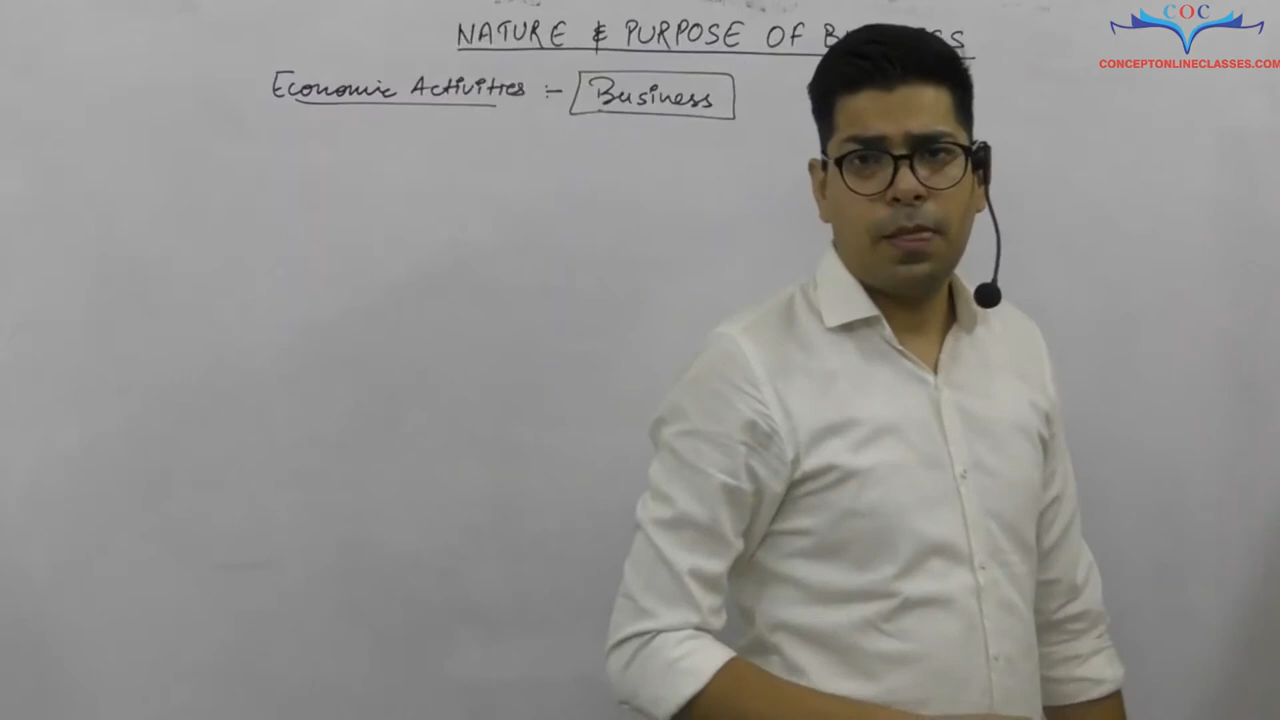 COC
CONCEPTONLINECLASSES.COM
NATURE & PURPOSE OF
Economic Activities :- Business